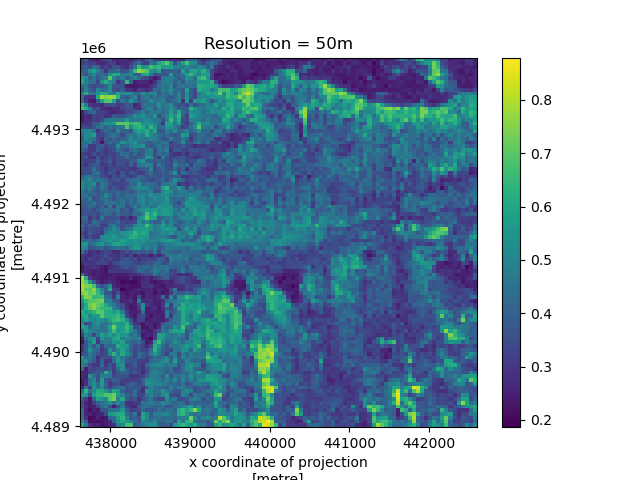 Resolution = 50m
1e6
4.493
4.492
4.491
4.490
4.489
y coordinate of projection
[metre]
438000 439000 440000 441000 442000
x coordinate of projection
[metre]
0.8
0.7
0.6
0.5
0.4
0.3
0.2